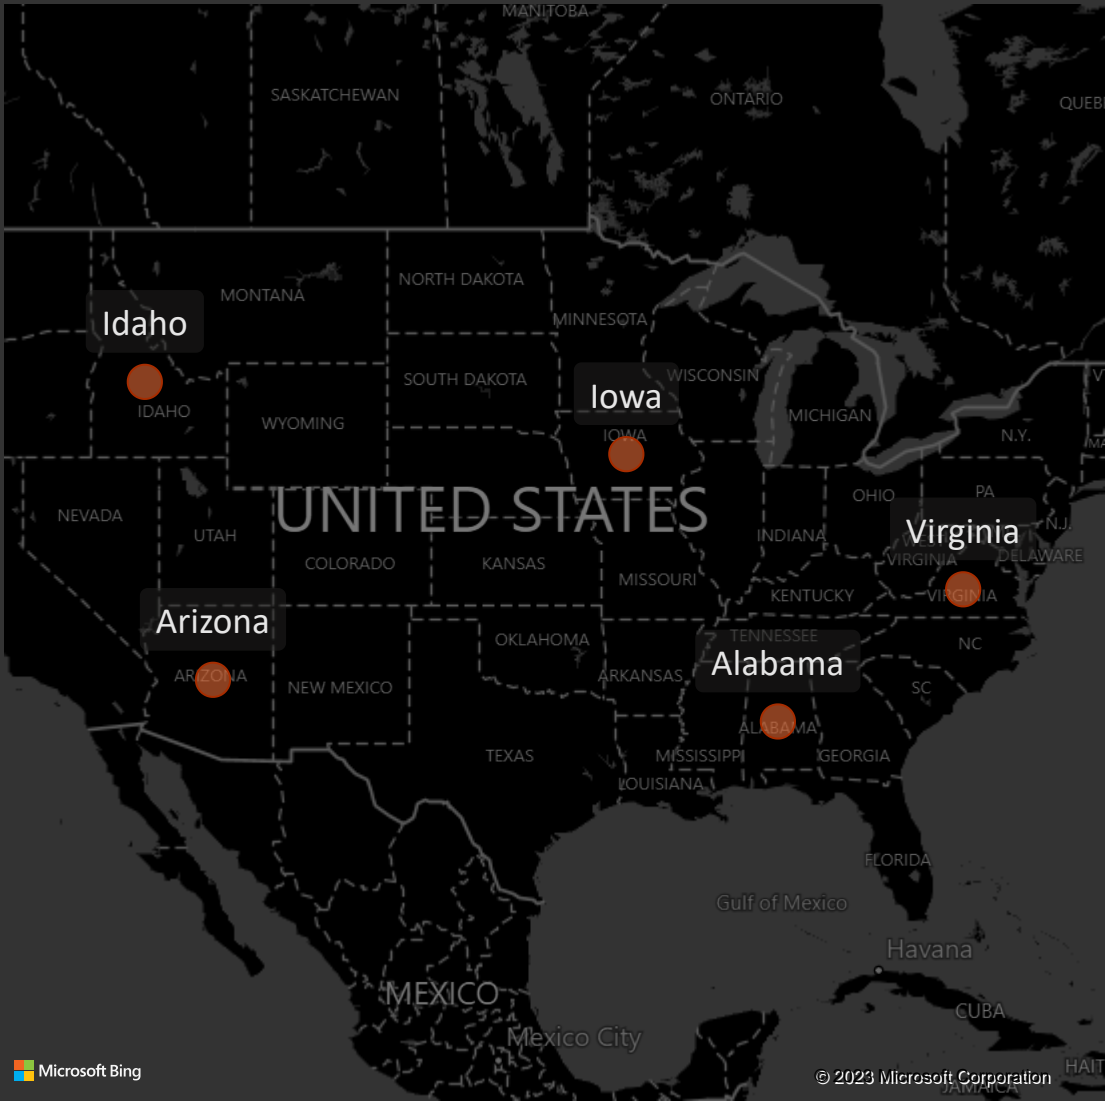 MANITOBA
SASKATCHEWAN
ONTARIO
QUEB
NORTH DAKOTA
MONTANA
Idaho
MINNESOTA
WISCONSIN
SOUTH DAKOTA
Iowa
IDAHO
MICHIGAN
WYOMING
IOWA
N.Y.
MA
PA
OHIO
UNITED STATES
NEVADA
N.J.
Virginia
UTAH
INDIANA
WEST
VIRGINIA
DELAWARE
COLORADO
KANSAS
MISSOURI
KENTUCKY
VIRGINIA
Arizona
TENNESSEE
OKLAHOMA
NC
Alabama
ARIZONA
ARKANSAS
NEW MEXICO
SC
ALABAMA
TEXAS
MISSISSIPPI
GEORGIA
LOUISIANA
FLORIDA
Gulf of Mexico
Havana
MEXICO
CUBA
Mexico City
HAIT
Microsoft Bing
© 2023 Microsoft Corporation
JAMAICA